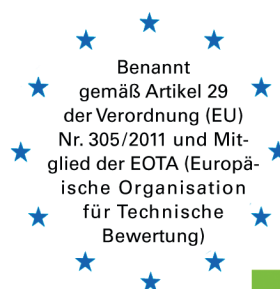 Benannt
gemäß Artikel 29
der Verordnung (EU)
Nr. 305/2011 und Mit-
glied der EOTA (Europä-
ische Organisation
für Technische
Bewertung)